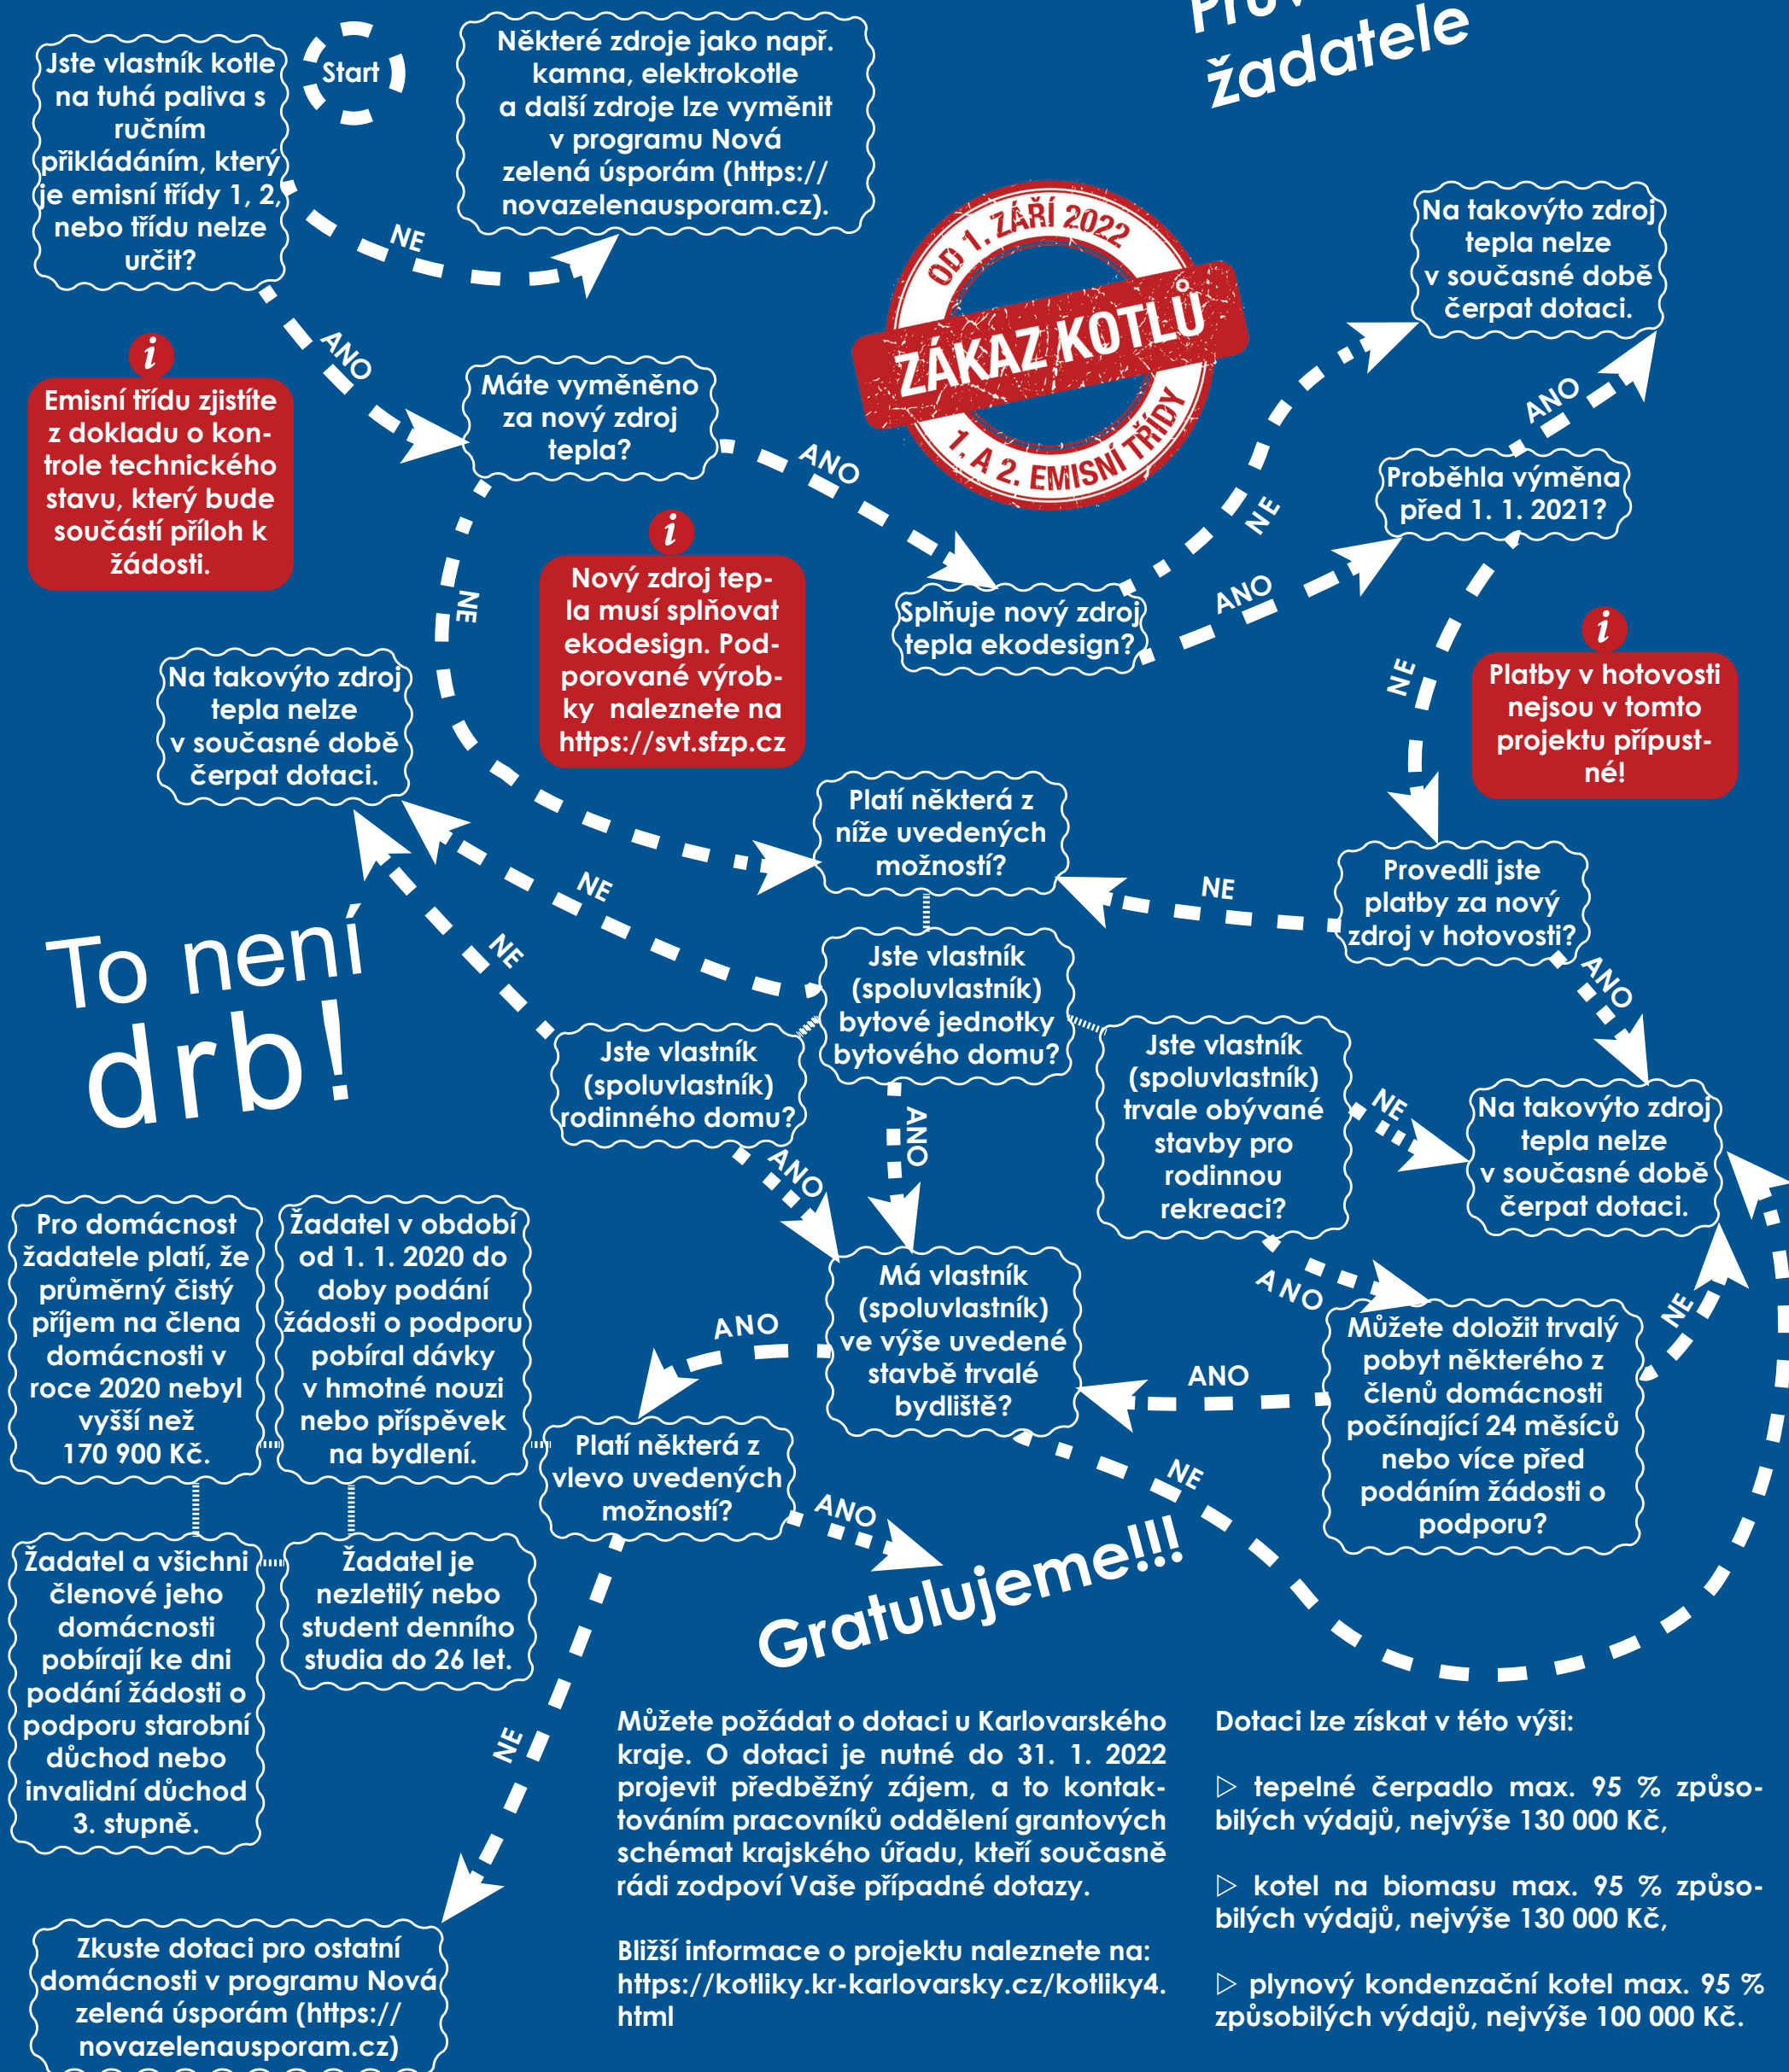 žadatele
Start
Jste vlastník kotle
na tuhá paliva s
ručním
přikládáním, který
je emisní třídy 1, 2,
nebo třídu nelze
určit?
Některé zdroje jako např.
kamna, elektrokotle
a další zdroje lze vyměnit
v programu Nová
zelená úsporám (https://
novazelenausporam.cz).
NE
ANO
OD 1. ZÁŘÍ 2022
ZÁKAZ KOTLŮ
1. A 2. EMISNÍ TŘÍDY
Na takovýto zdroj
tepla nelze
v současné době
čerpat dotaci.
i
Emisní třídu zjistíte
z dokladu o kon-
trole technického
stavu, který bude
součástí příloh k
žádosti.
Máte vyměněno
za nový zdroj
tepla?
ANO
NE
ANO
Proběhla výměna
před 1. 1. 2021?
NE
i
Nový zdroj tep-
la musí splňovat
ekodesign. Pod-
porované výrob-
ky naleznete na
https://svt.sfzp.cz
Splňuje nový zdroj
tepla ekodesign?
NE
ANO
i
Platby v hotovosti
nejsou v tomto
projektu přípust-
né!
Na takovýto zdroj
tepla nelze
v současné době
čerpat dotaci.
Platí některá z
níže uvedených
možností?
NE
Provedli jste
platby za nový
zdroj v hotovosti?
ANO
To není
drb!
NE
NE
Jste vlastník
(spoluvlastník)
bytové jednotky
bytového domu?
Jste vlastník
(spoluvlastník)
rodinného domu?
Jste vlastník
(spoluvlastník)
trvale obývané
stavby pro
rodinnou
rekreaci?
NE
Na takovýto zdroj
tepla nelze
v současné době
čerpat dotaci.
ANO
ANO
ANO
Pro domácnost
žadatele platí, že
průměrný čistý
příjem na člena
domácnosti v
roce 2020 nebyl
vyšší než
170 900 Kč.
Žadatel v období
od 1. 1. 2020 do
doby podání
žádosti o podporu
pobíral dávky
v hmotné nouzi
nebo příspěvek
na bydlení.
ANO
Má vlastník
(spoluvlastník)
ve výše uvedené
stavbě trvalé
bydliště?
ANO
Můžete doložit trvalý
pobyt některého z
členů domácnosti
počínající 24 měsíců
nebo více před
podáním žádosti o
podporu?
NE
Platí některá z
vlevo uvedených
možností?
ANO
NE
Žadatel a všichni
členové jeho
domácnosti
pobírají ke dni
podání žádosti o
podporu starobní
důchod nebo
invalidní důchod
3. stupně.
Žadatel je
nezletilý nebo
student denního
studia do 26 let.
NE
Gratulujeme!!!
Můžete požádat o dotaci u Karlovarského
kraje. O dotaci je nutné do 31. 1. 2022
projevit předběžný zájem, a to kontak-
továním pracovníků oddělení grantových
schémat krajského úřadu, kteří současně
rádi zodpoví Vaše případné dotazy.
Bližší informace o projektu naleznete na:
https://kotliky.kr-karlovarsky.cz/kotliky4.
html
Dotaci lze získat v této výši:
▷ tepelné čerpadlo max. 95 % způso-
bilých výdajů, nejvýše 130 000 Kč,
▷ kotel na biomasu max. 95 % způso-
bilých výdajů, nejvýše 130 000 Kč,
▷ plynový kondenzační kotel max. 95 %
způsobilých výdajů, nejvýše 100 000 Kč.
Zkuste dotaci pro ostatní
domácnosti v programu Nová
zelená úsporám (https://
novazelenausporam.cz)